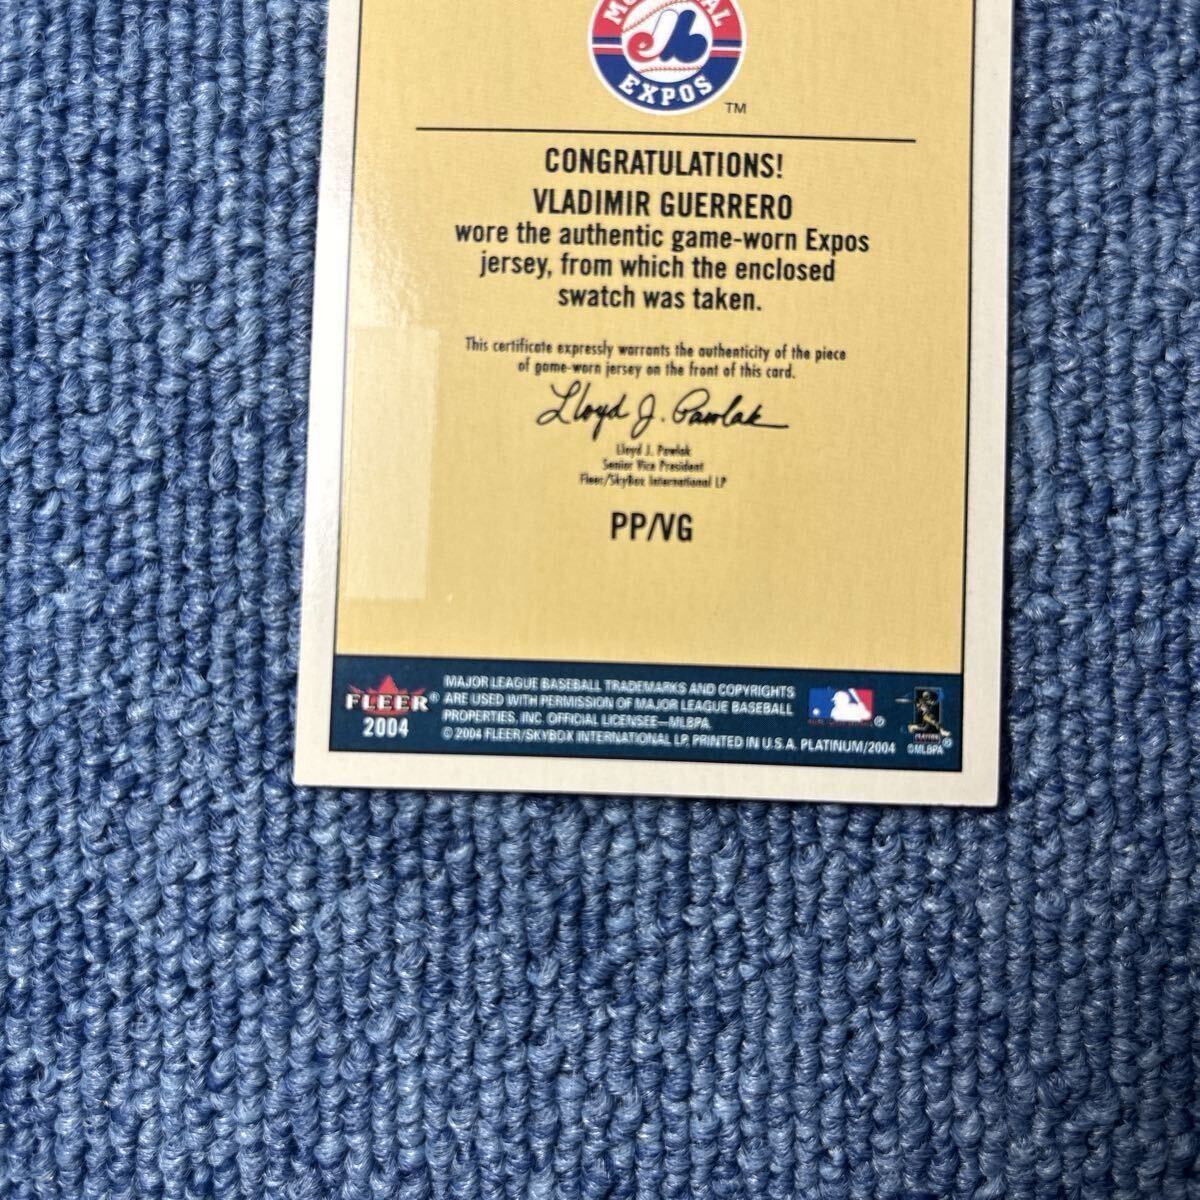 EXPOS
TM
CONGRATULATIONS!
VLADIMIR GUERRERO
wore the authentic game-worn Expos
jersey, from which the enclosed
swatch was taken.
This certificate expressly warrants the authenticity of the piece
of game-worn jersey on the front of this card.
Lloyd J. Pawlak
Lloyd J. Pawlak
Senior Vice President
Fleer/SkyBox International LP
PP/VG
FLEER®
2004
MAJOR LEAGUE BASEBALL TRADEMARKS AND COPYRIGHTS
ARE USED WITH PERMISSION OF MAJOR LEAGUE BASEBALL
PROPERTIES, INC. OFFICIAL LICENSEE—MLBPA
© 2004 FLEER/SKYBOX INTERNATIONAL LP. PRINTED IN U.S.A. PLATINUM/2004
®
©MLBPA®